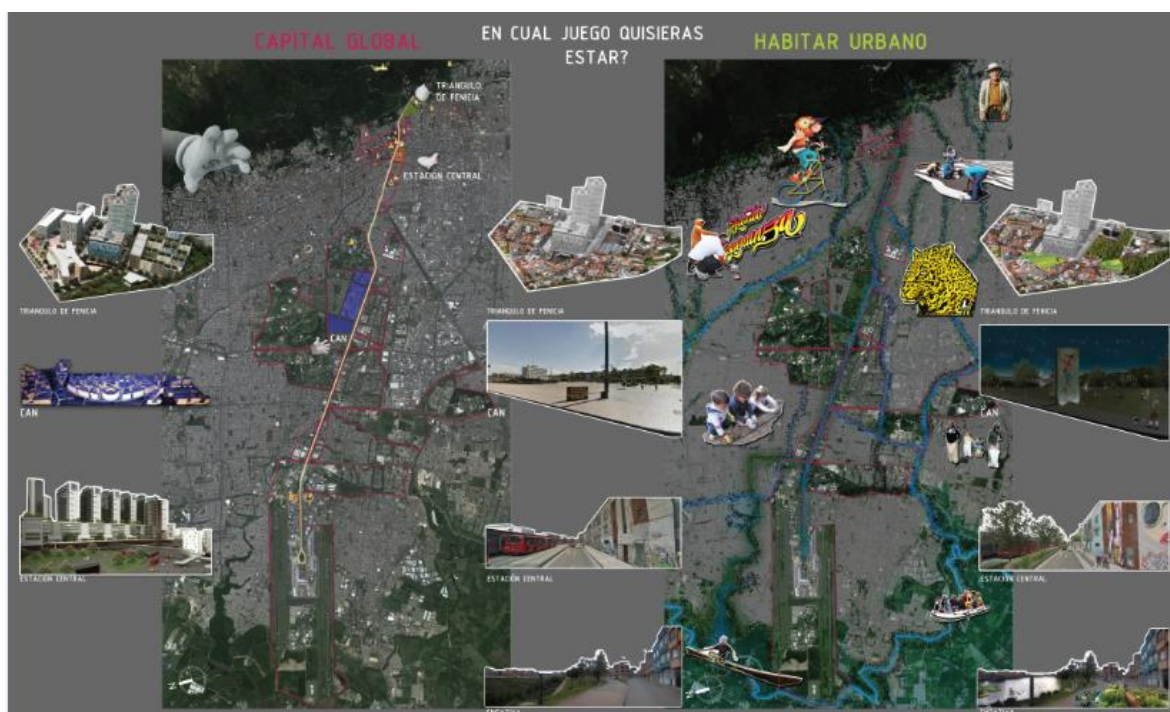 CAPITAL GLOBAL
EN CUAL JUEGO QUISIERAS
ESTAR?
HABITAR URBANO
TRIANGULO
DE FENICIA
ESTACION CENTRAL
CAN
TRIANGULO DE FENICIA
CAN
ESTACION CENTRAL
TRIANGULO DE FENICIA
CAN
ESTACION CENTRAL
TRIANGULO DE FENICIA
CAN
ESTACION CENTRAL